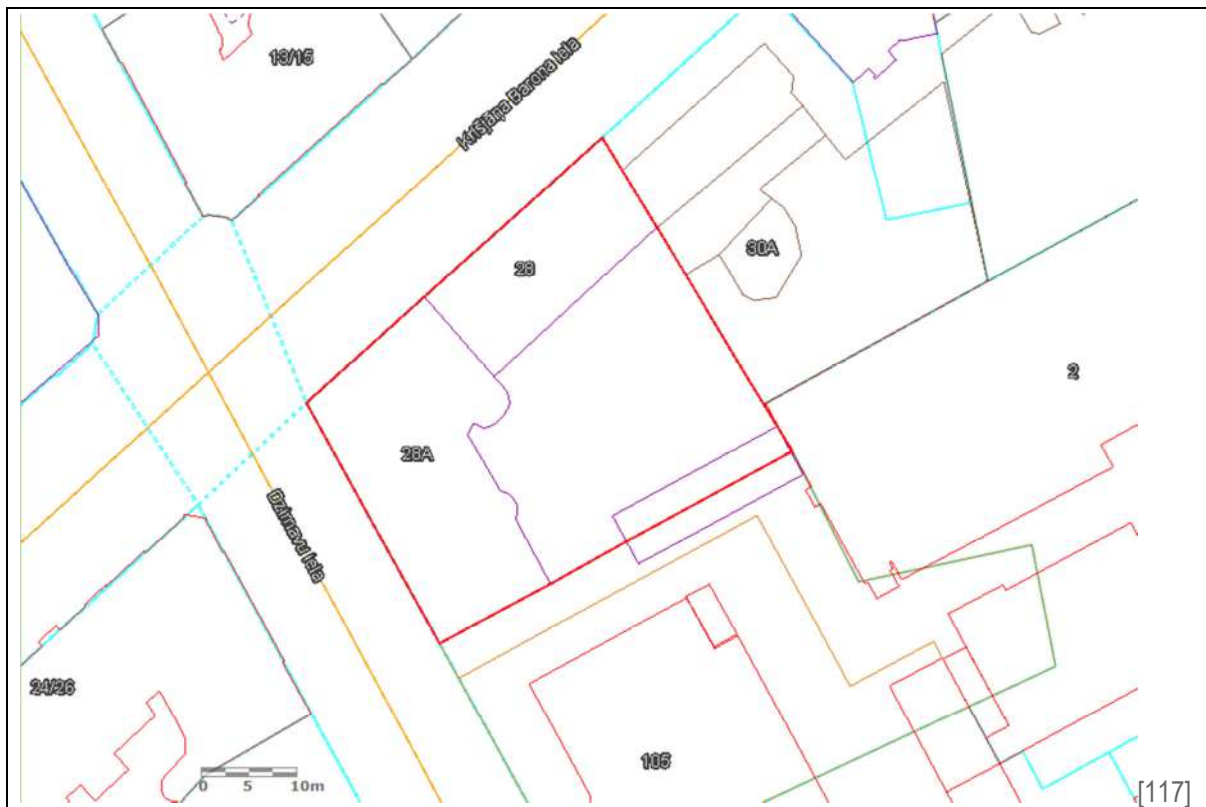 13/15
Krišjāņa Barona iela
28
30A
2
28A
Dzirnavu iela
24/26
105
0 5 10m
[117]